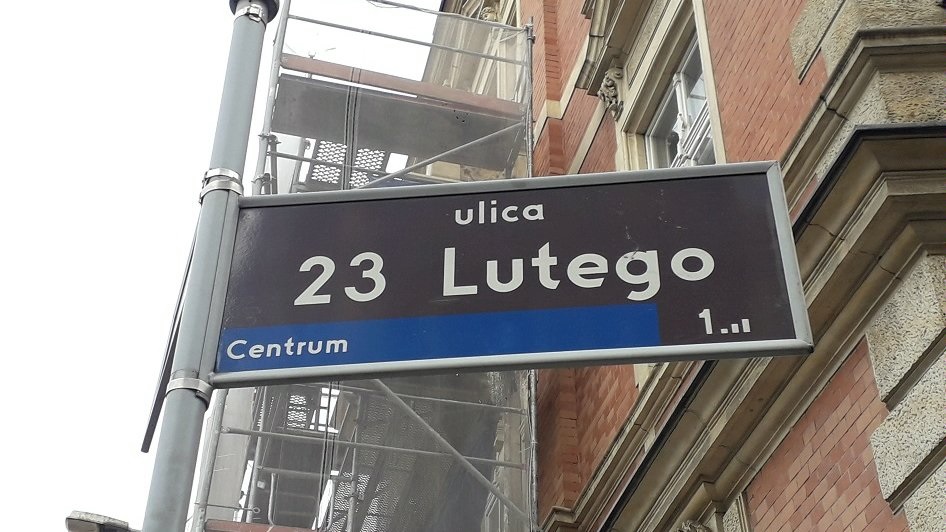 ulica
23 Lutego
1...
Centrum